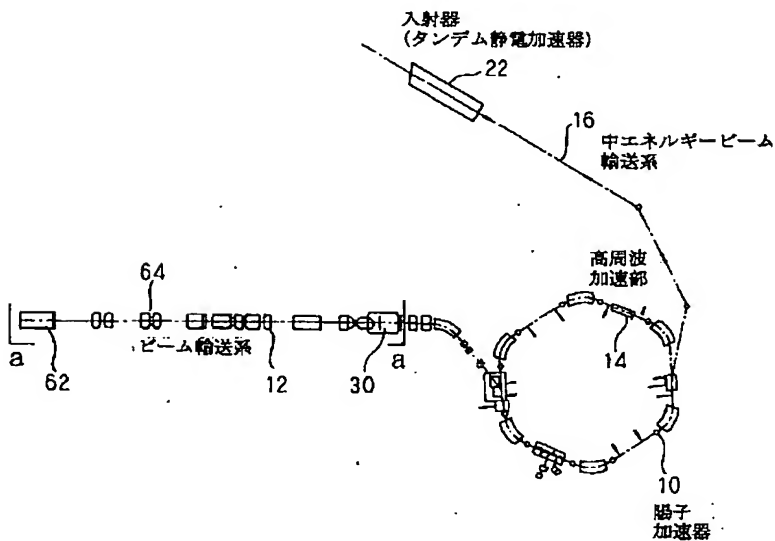 入射器
(タンデム静電加速器)
22
16
中エネルギービーム
輸送系
高周波
加速部
64
14
a
ビーム輸送系
a
62
12
30
10
陽子
加速器